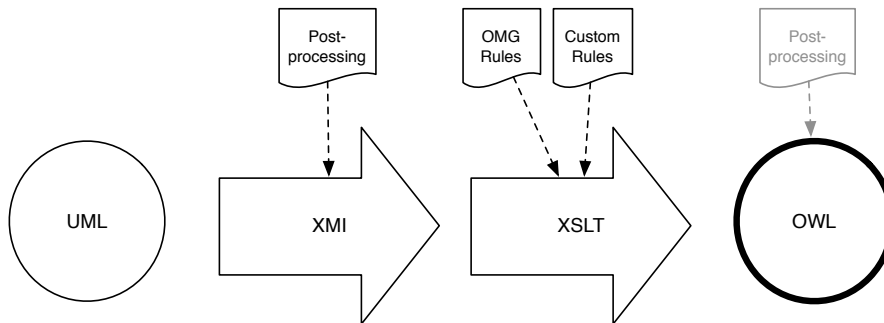 Post-
processing
OMG
Rules
Custom
Rules
Post-
processing
UML
XMI
XSLT
OWL